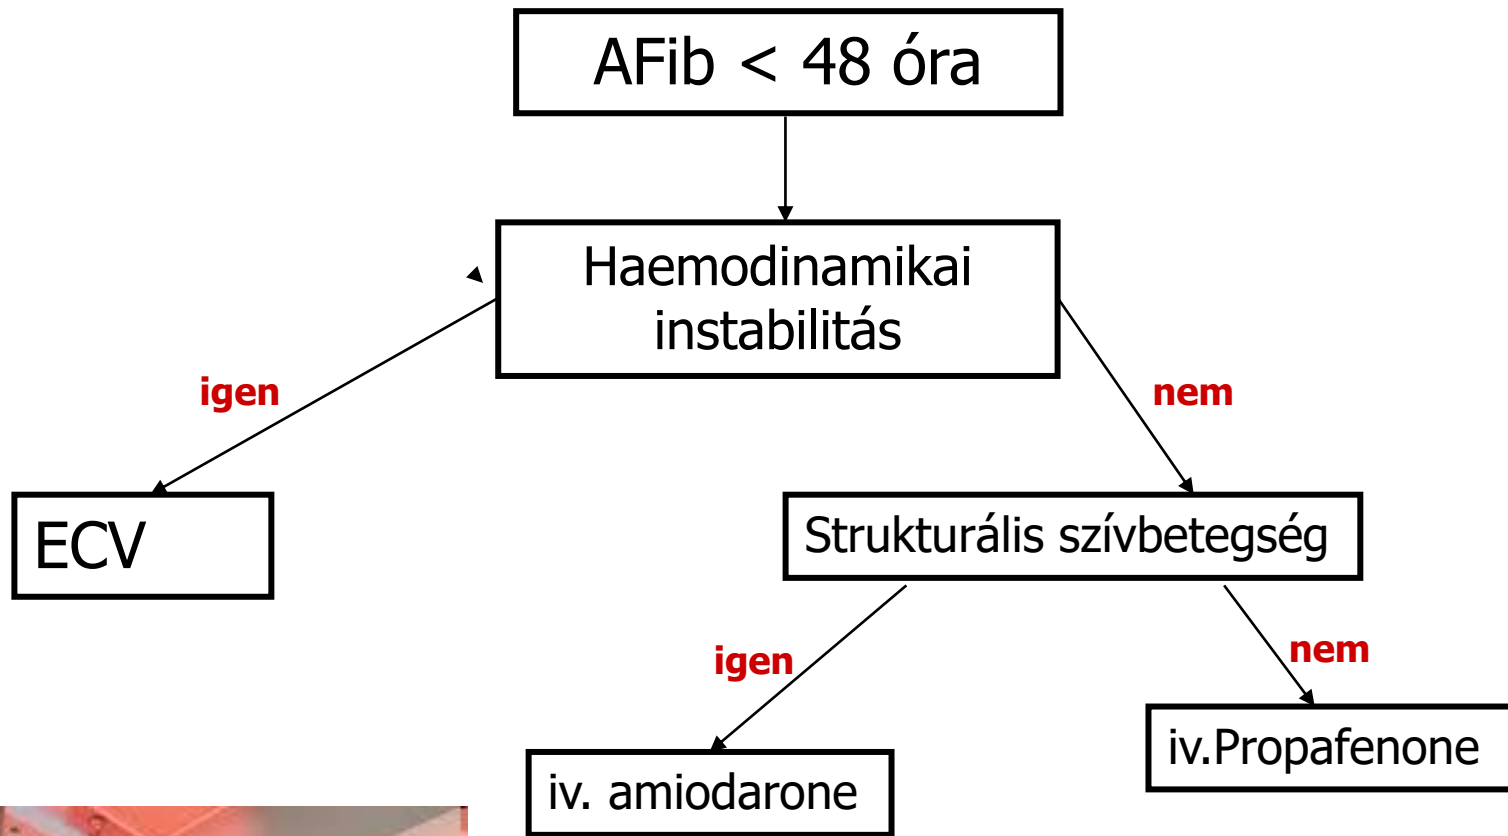 AFib < 48 óra
Haemodinamikai
instabilitás
igen
nem
ECV
Strukturális szívbetegség
igen
nem
iv. amiodarone
iv.Propafenone